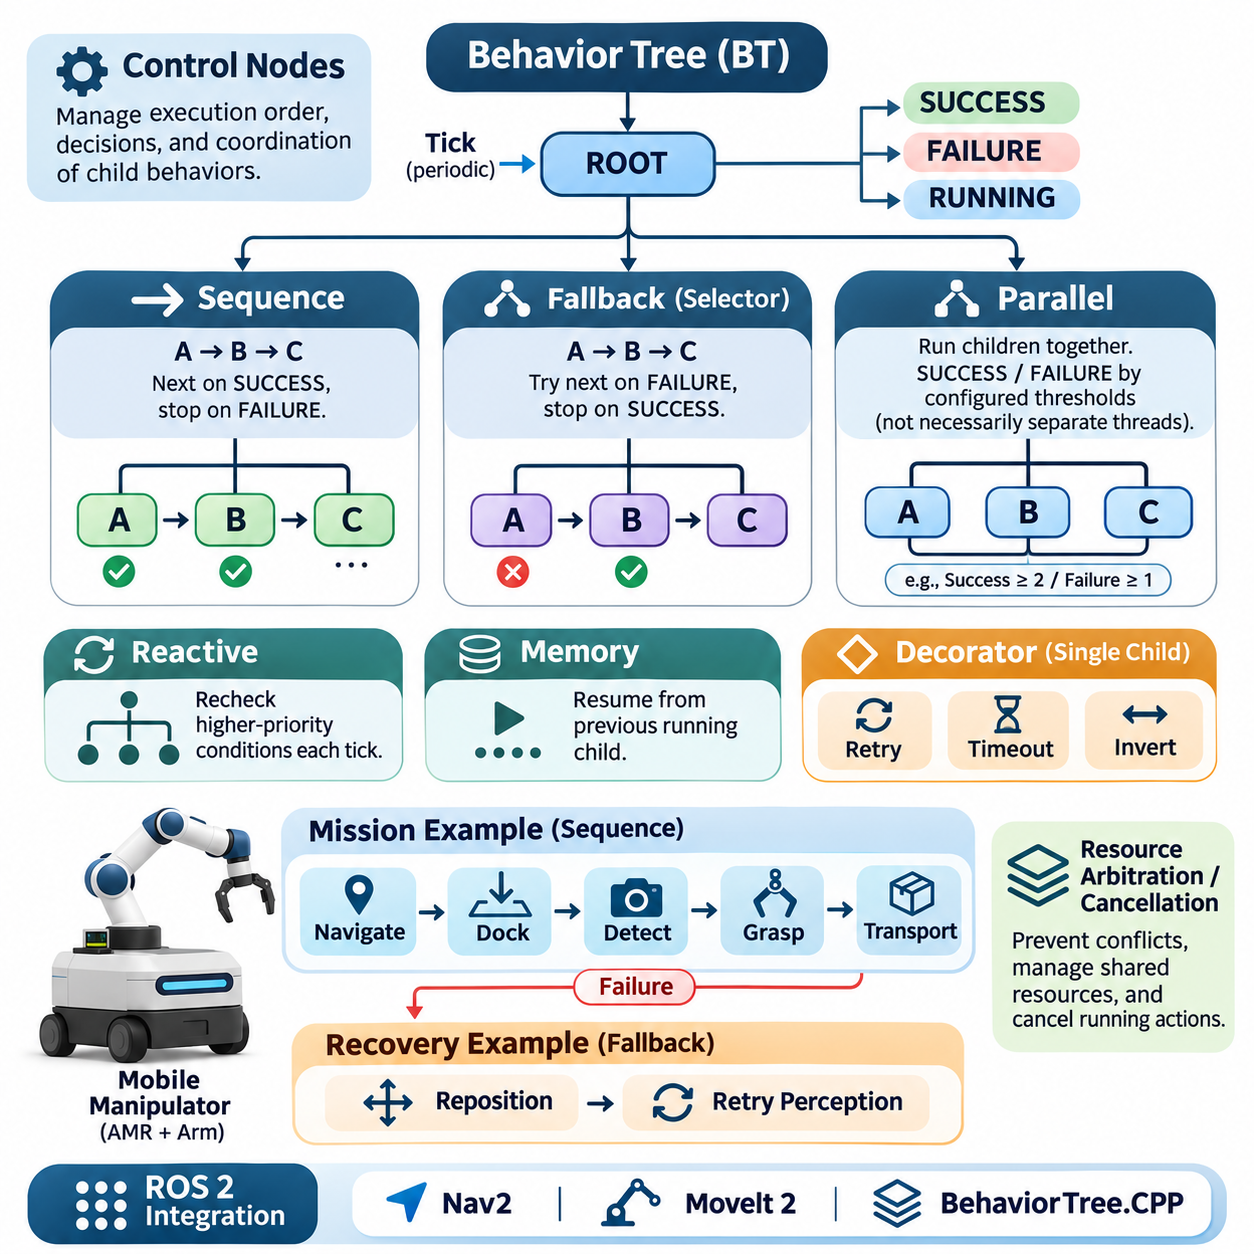 Control Nodes
Manage execution order,
decisions, and coordination
of child behaviors.
Behavior Tree (BT)
Tick
(periodic)
ROOT
SUCCESS
FAILURE
RUNNING
Sequence
A → B → C
Next on SUCCESS,
stop on FAILURE.
A → B → C
...
Fallback (Selector)
A → B → C
Try next on FAILURE,
stop on SUCCESS.
A → B → C
Parallel
Run children together.
SUCCESS / FAILURE by
configured thresholds
(not necessarily separate threads).
A B C
e.g., Success ≥ 2 / Failure ≥ 1
Reactive
Recheck
higher-priority
conditions each tick.
Memory
Resume from
previous running
child.
Decorator (Single Child)
Retry
Timeout
Invert
Mobile
Manipulator
(AMR + Arm)
Mission Example (Sequence)
Navigate
Dock
Detect
Grasp
Transport
Failure
Recovery Example (Fallback)
Reposition
Retry Perception
Resource
Arbitration /
Cancellation
Prevent conflicts,
manage shared
resources, and
cancel running actions.
ROS 2
Integration
Nav2
MoveIt 2
BehaviorTree.CPP